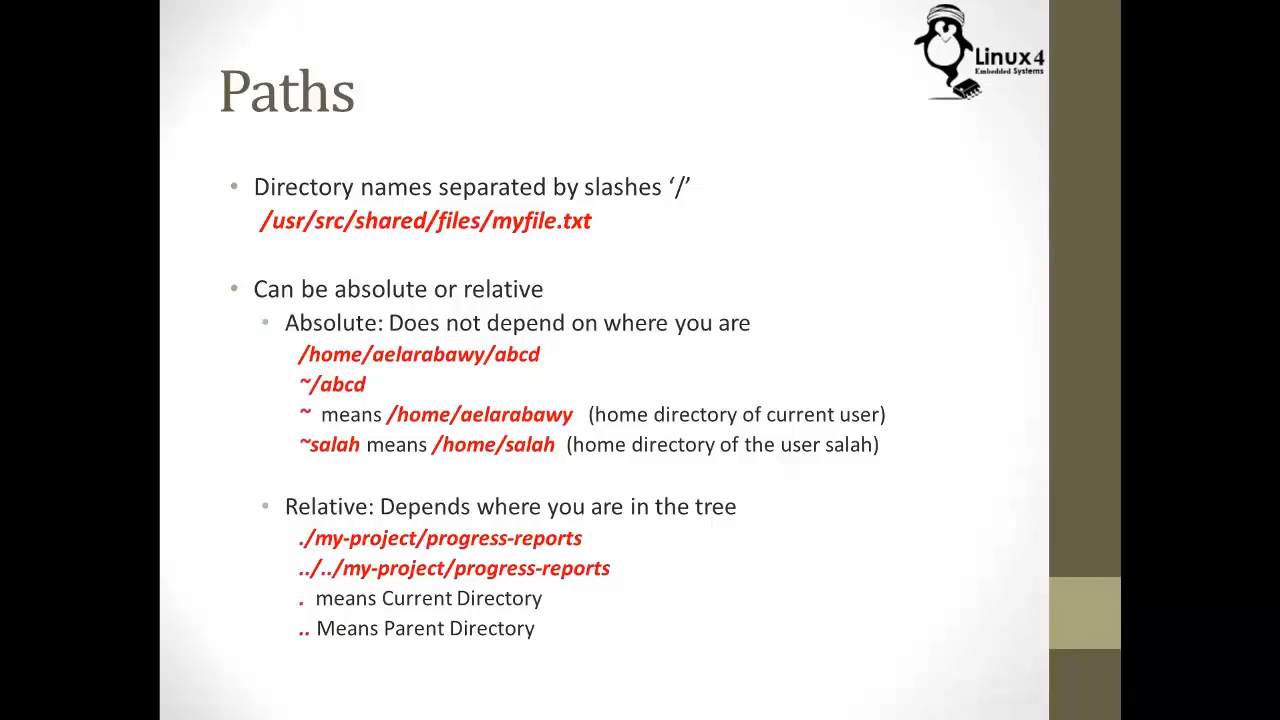 Linux 4
Embedded Systems
Paths
• Directory names separated by slashes ‘/’
/usr/src/shared/files/myfile.txt
• Can be absolute or relative
• Absolute: Does not depend on where you are
/home/aelarabawy/abcd
~/abcd
~ means /home/aelarabawy (home directory of current user)
~salah means /home/salah (home directory of the user salah)
• Relative: Depends where you are in the tree
./my-project/progress-reports
../../my-project/progress-reports
. means Current Directory
.. Means Parent Directory